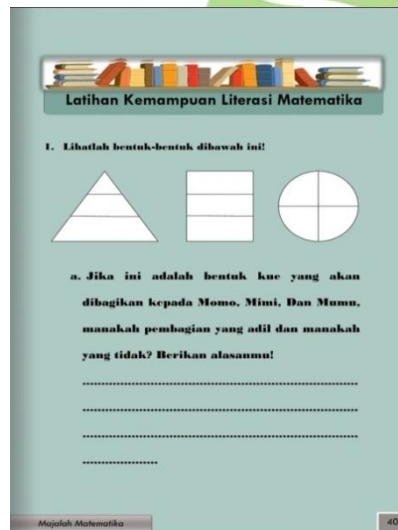 Latihan Kemampuan Literasi Matematika
1. Lihatlah bentuk-bentuk dibawah ini!
a. Jika ini adalah bentuk kue yang akan
dibagikan kepada Momo, Mimi, Dan Mumu,
manakah pembagian yang adil dan manakah
yang tidak? Berikan alasanmu!
Majalah Matematika
40